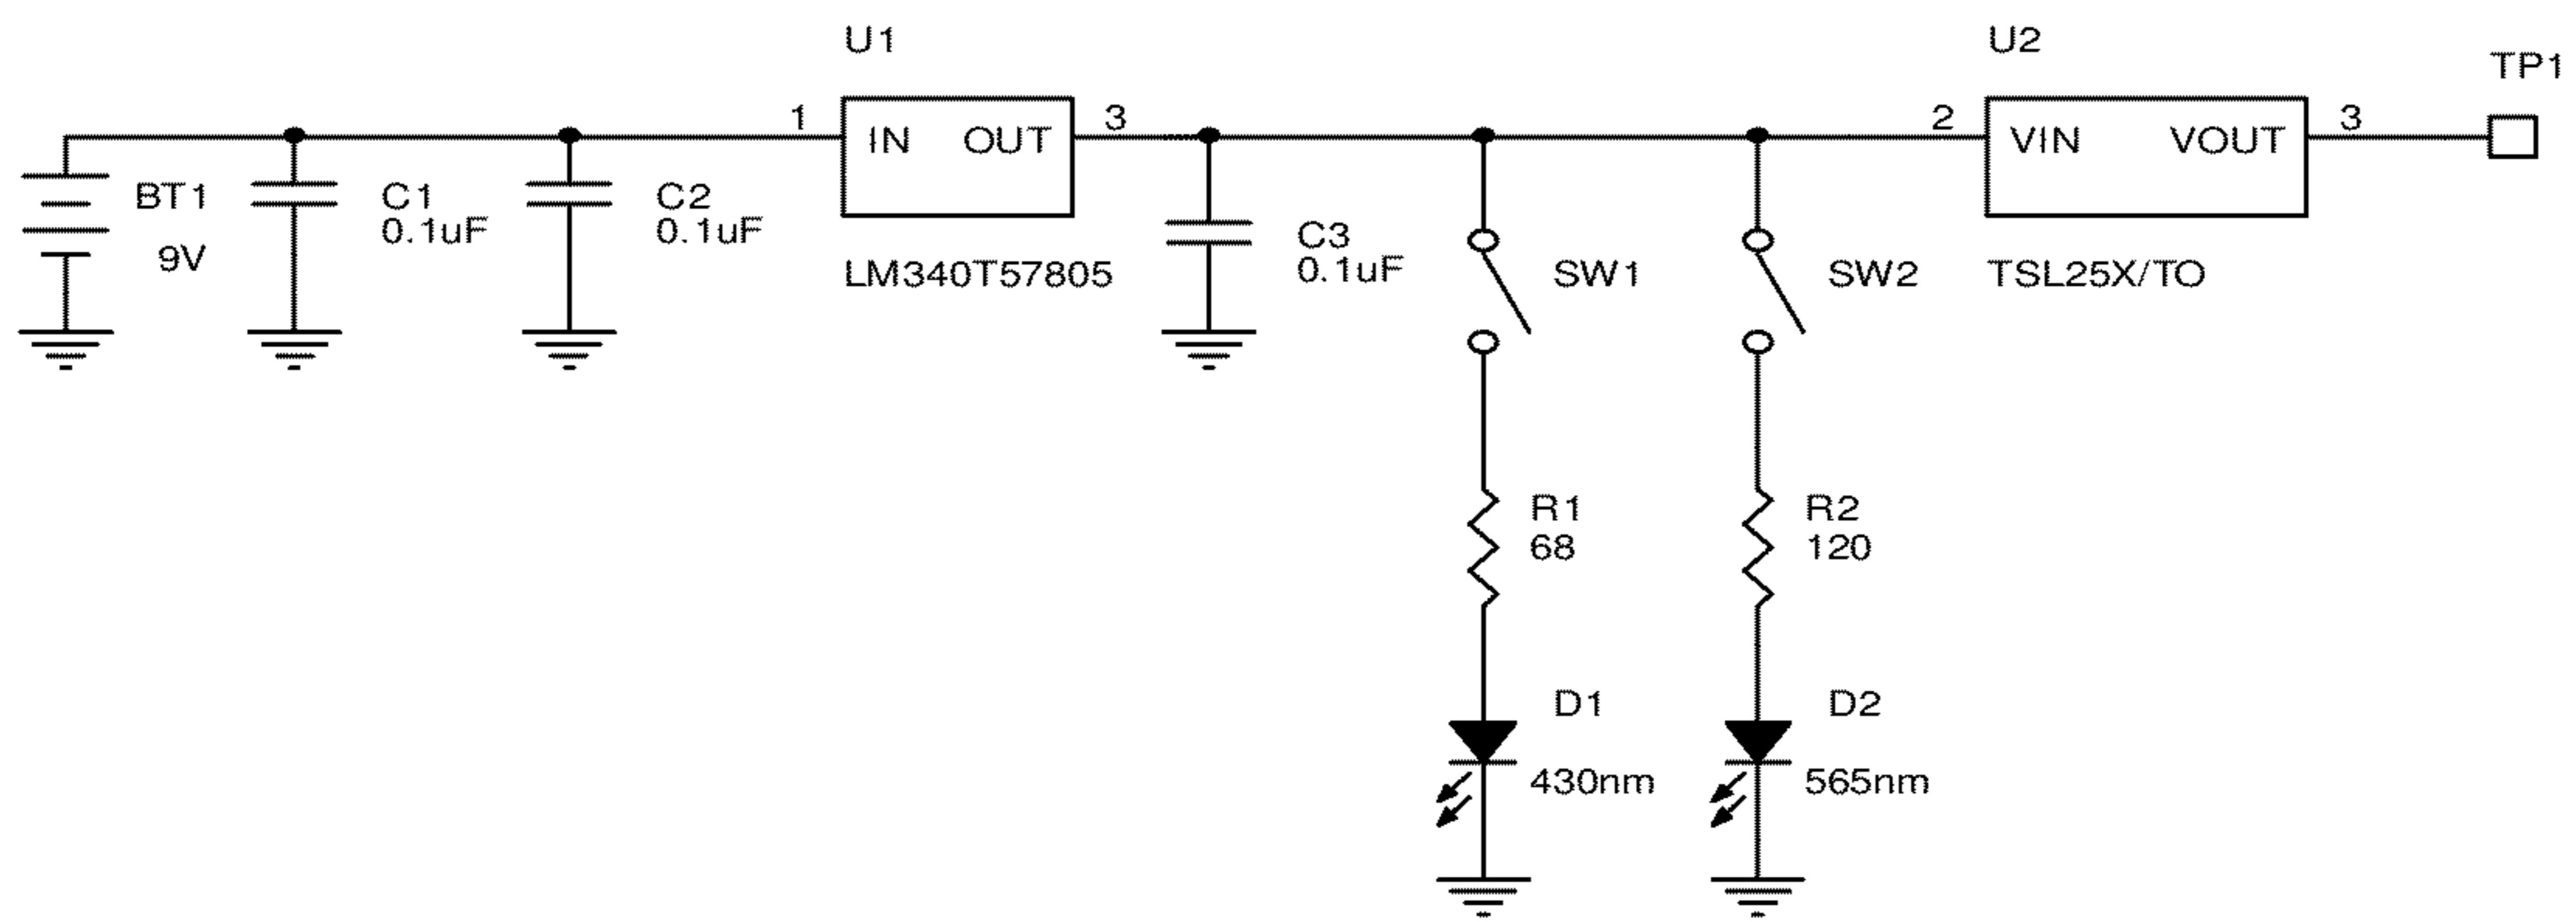 U1
U2
TP1
1
IN OUT
3
2
VIN VOUT
3
BT1
9V
C1
0.1uF
C2
0.1uF
LM340T57805
C3
0.1uF
SW1
SW2
TSL25X/TO
R1
68
R2
120
D1
430nm
D2
565nm